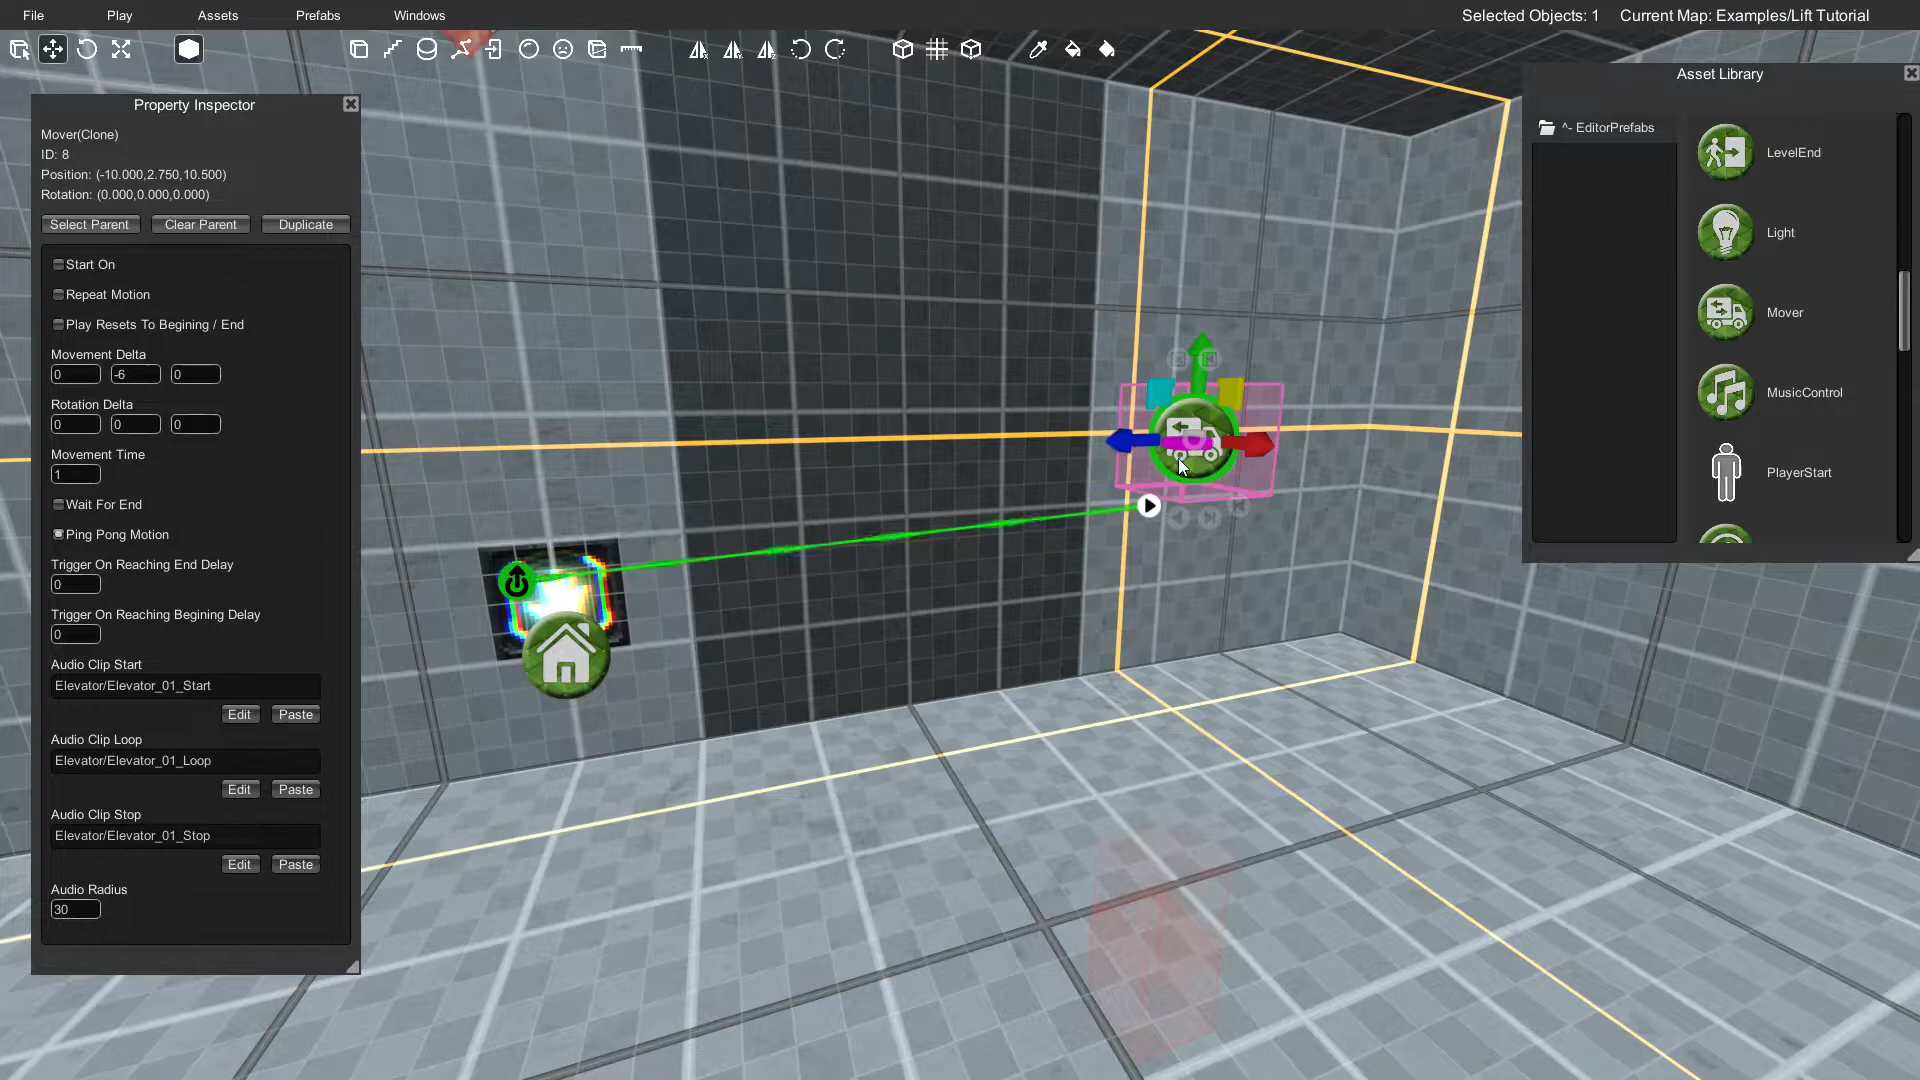 File Play Assets Prefabs Windows Selected Objects: 1 Current Map: Examples/Lift Tutorial
Property Inspector
Mover(Clone)
ID: 8
Position: (-10.000,2.750,10.500)
Rotation: (0.000,0.000,0.000)
Select Parent Clear Parent Duplicate
Start On
Repeat Motion
Play Resets To Begining / End
Movement Delta
0 -6 0
Rotation Delta
0 0 0
Movement Time
1
Wait For End
Ping Pong Motion
Trigger On Reaching End Delay
0
Trigger On Reaching Begining Delay
0
Audio Clip Start
Elevator/Elevator_01_Start
Edit Paste
Audio Clip Loop
Elevator/Elevator_01_Loop
Edit Paste
Audio Clip Stop
Elevator/Elevator_01_Stop
Edit Paste
Audio Radius
30
Asset Library
^- EditorPrefabs
LevelEnd
Light
Mover
MusicControl
PlayerStart